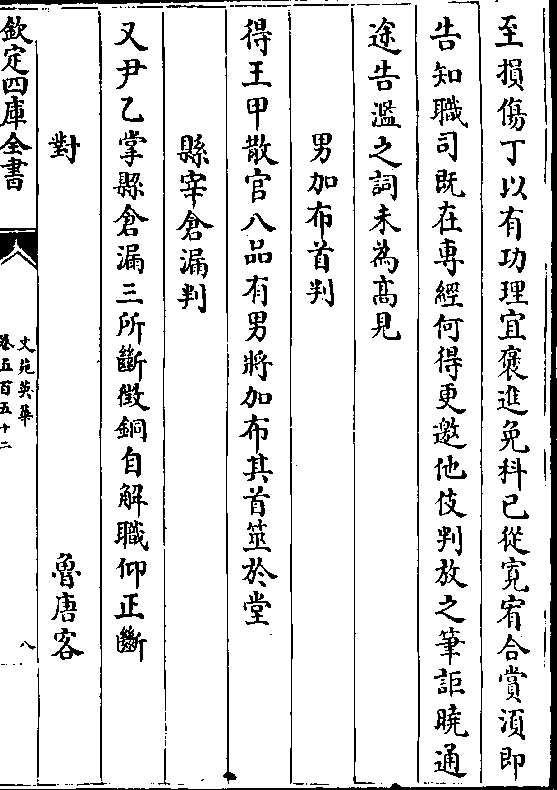 至損傷丁以有功理宜褒進免科已從寛宥合賞湏即
告知職司既在專經何得更邀他伎判放之筆詎曉通
途告濫之詞未為髙見
男加布首判
得王甲散官八品有男將加布其首筮於堂
縣宰倉漏判
又尹乙掌縣倉漏三所斷徴銅自解職仰正斷
對　魯唐客
欽定四庫全書
文苑英華
卷五百五十二
八